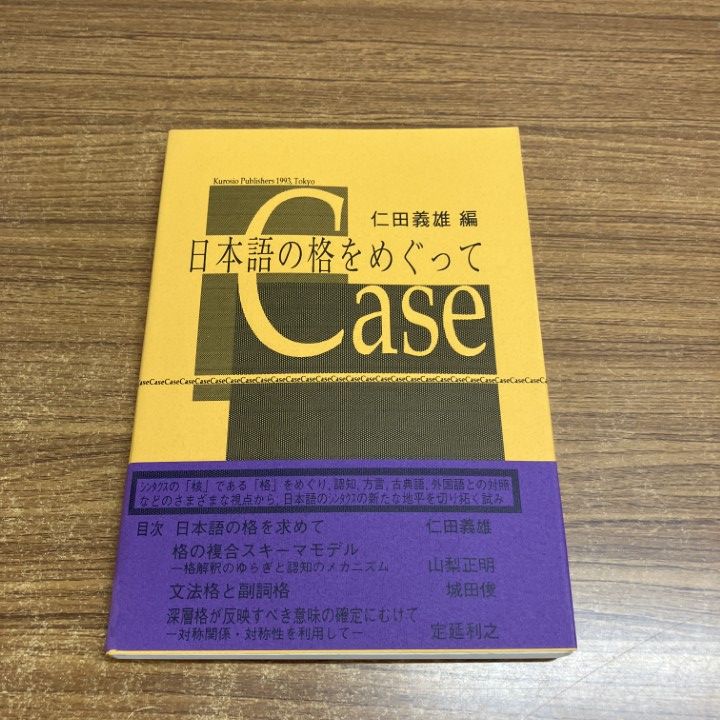 Kurosio Publishers 1993, Tokyo
仁田義雄 編
日本語の格をめぐって
Case
aseCaseCaseCaseCaseCaseCaseCaseCaseCaseCaseCaseCaseCaseCaseCaseCaseCaseCaseCaseCaseCaseCaseCas
シンタクスの「核」である「格」をめぐり、認知、方言、古典語、外国語との対照
などのさまざまな視点から、日本語のシンタクスの新たな地平を切り拓く試み
目次 日本語の格を求めて 仁田義雄
格の複合スキーマモデル
―格解釈のゆらぎと認知のメカニズム 山梨正明
文法格と副詞格 城田俊
深層格が反映すべき意味の確定にむけて
―対称関係・対称性を利用して― 定延利之